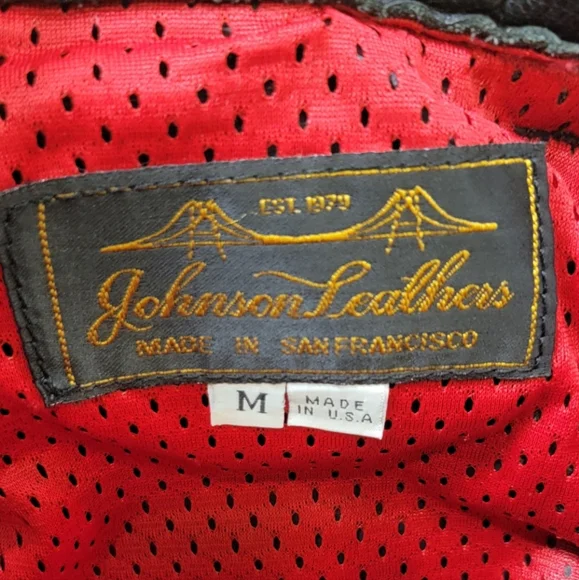 EST. 1979
Johnson Leathers
MADE IN SAN FRANCISCO
M
MADE
IN U.S.A